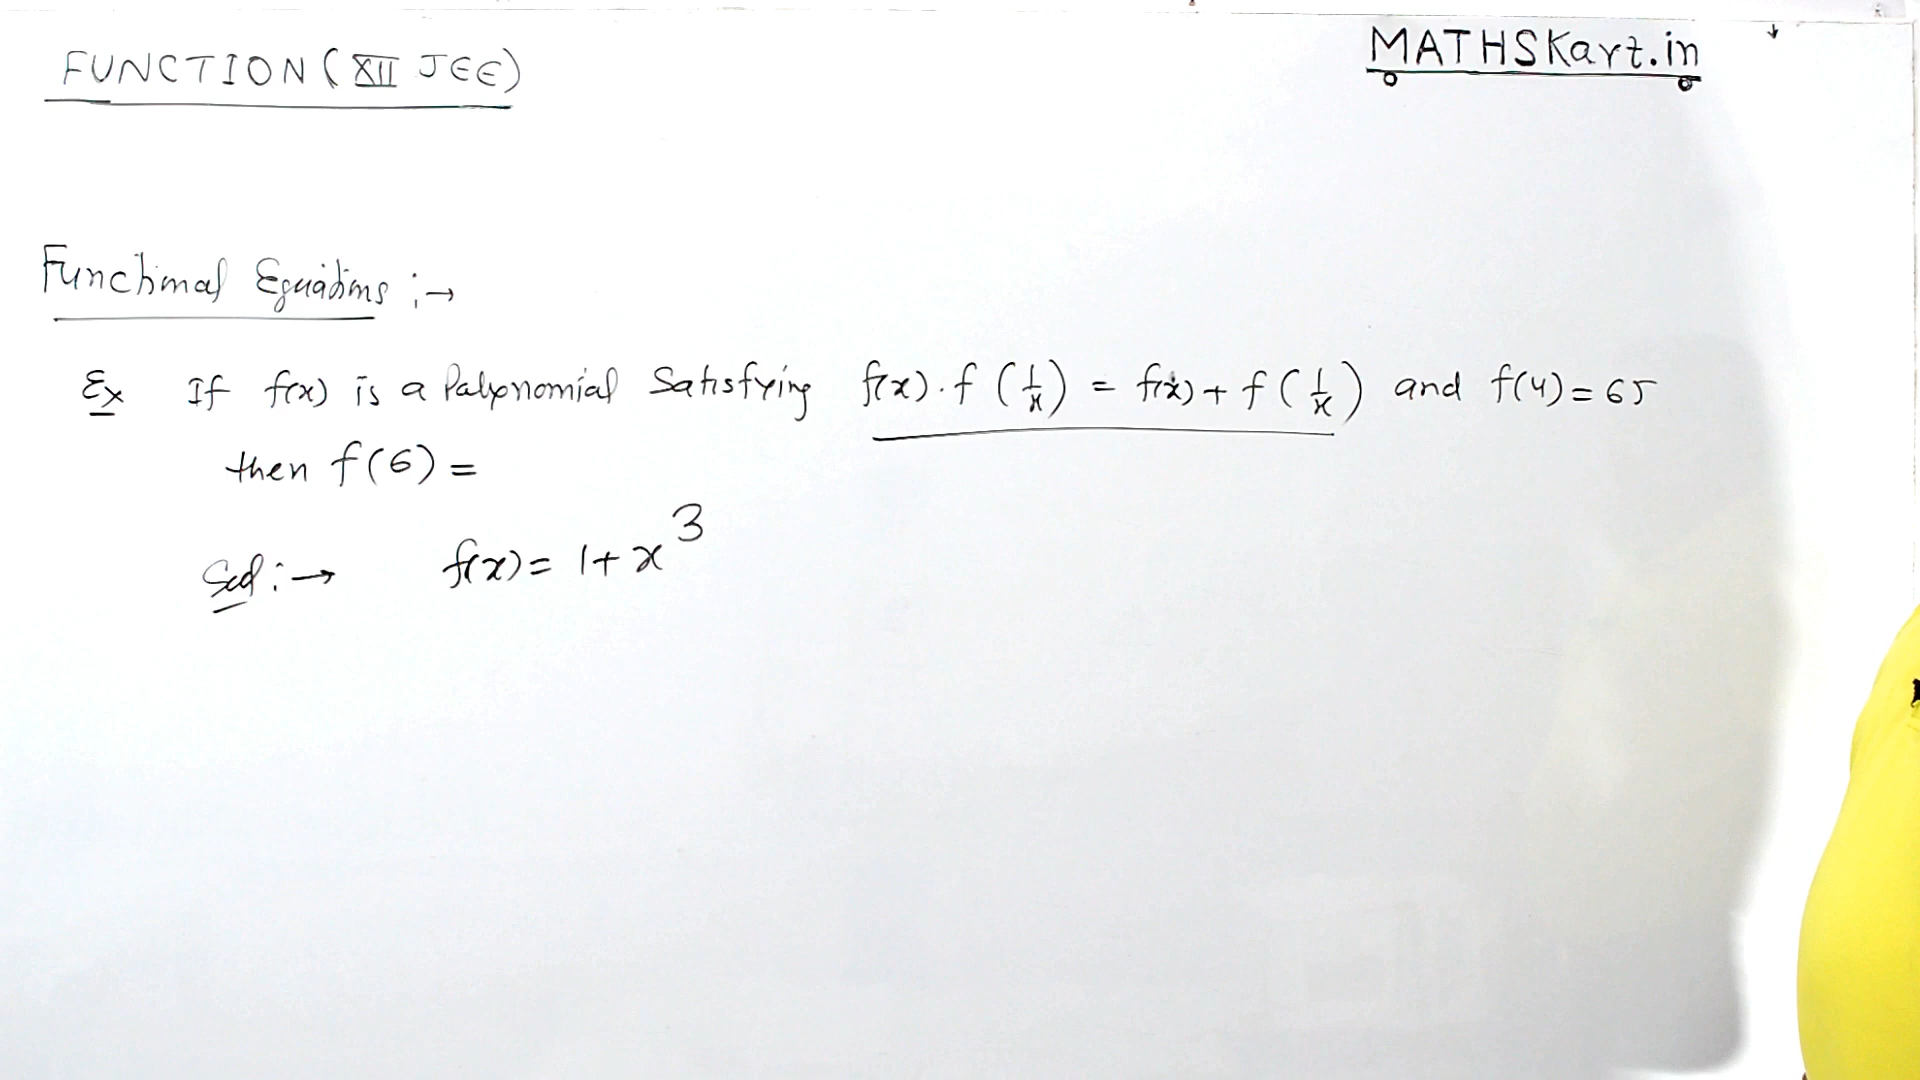 FUNCTION (XII JEE)
MATHSKart.in
Functional Equations :→
Ex If f(x) is a Polynomial Satisfying f(x).f(1/x) = f(x) + f(1/x) and f(4) = 65
then f(6) =
Sol :→ f(x) = 1 + x³